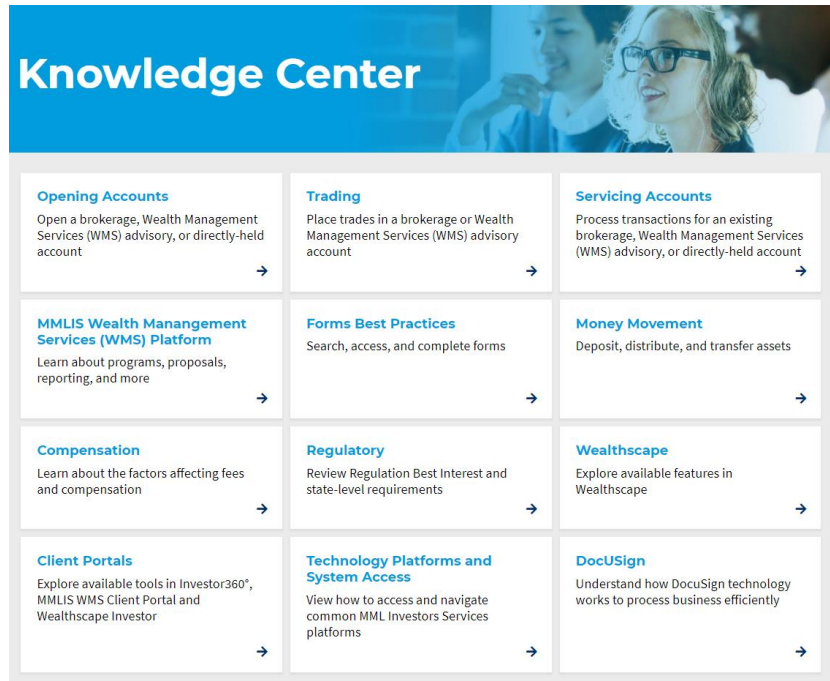 Knowledge Center
Opening Accounts
Open a brokerage, Wealth Management
Services (WMS) advisory, or directly-held
account
Trading
Place trades in a brokerage or Wealth
Management Services (WMS) advisory
account
Servicing Accounts
Process transactions for an existing
brokerage, Wealth Management Services
(WMS) advisory, or directly-held account
MMLIS Wealth Manangement
Services (WMS) Platform
Learn about programs, proposals,
reporting, and more
Forms Best Practices
Search, access, and complete forms
Money Movement
Deposit, distribute, and transfer assets
Compensation
Learn about the factors affecting fees
and compensation
Regulatory
Review Regulation Best Interest and
state-level requirements
Wealthscape
Explore available features in
Wealthscape
Client Portals
Explore available tools in Investor360°,
MMLIS WMS Client Portal and
Wealthscape Investor
Technology Platforms and
System Access
View how to access and navigate
common MML Investors Services
platforms
DocUSign
Understand how DocuSign technology
works to process business efficiently